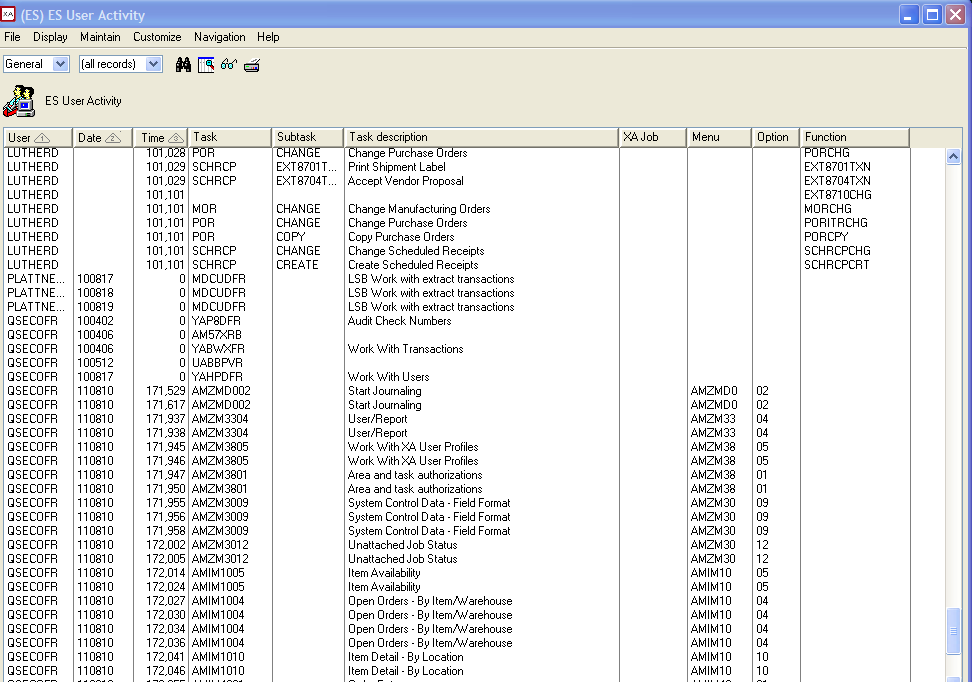 XA (ES) ES User Activity
File Display Maintain Customize Navigation Help
General (all records)
ES User Activity
User 1 Date 2 Time 3 Task Subtask Task description XA Job Menu Option Function
LUTHERD 101,028 POR CHANGE Change Purchase Orders PORCHG
LUTHERD 101,029 SCHRCP EXT8701T... Print Shipment Label EXT8701TXN
LUTHERD 101,029 SCHRCP EXT8704T... Accept Vendor Proposal EXT8704TXN
LUTHERD 101,101 EXT8710CHG
LUTHERD 101,101 MOR CHANGE Change Manufacturing Orders MORCHG
LUTHERD 101,101 POR CHANGE Change Purchase Orders PORITRCHG
LUTHERD 101,101 POR COPY Copy Purchase Orders PORCPY
LUTHERD 101,101 SCHRCP CHANGE Change Scheduled Receipts SCHRCPCHG
LUTHERD 101,101 SCHRCP CREATE Create Scheduled Receipts SCHRCPCRT
PLATTNE... 100817 0 MDCUDFR LSB Work with extract transactions
PLATTNE... 100818 0 MDCUDFR LSB Work with extract transactions
PLATTNE... 100819 0 MDCUDFR LSB Work with extract transactions
QSECOFR 100402 0 YAP8DFR Audit Check Numbers
QSECOFR 100406 0 AM57XRB
QSECOFR 100406 0 YABWXFR Work With Transactions
QSECOFR 100512 0 UABBPVR
QSECOFR 100817 0 YAHPDFR Work With Users
QSECOFR 110810 171,529 AMZMD002 Start Journaling AMZMD0 02
QSECOFR 110810 171,617 AMZMD002 Start Journaling AMZMD0 02
QSECOFR 110810 171,937 AMZM3304 User/Report AMZM33 04
QSECOFR 110810 171,938 AMZM3304 User/Report AMZM33 04
QSECOFR 110810 171,945 AMZM3805 Work With XA User Profiles AMZM38 05
QSECOFR 110810 171,946 AMZM3805 Work With XA User Profiles AMZM38 05
QSECOFR 110810 171,947 AMZM3801 Area and task authorizations AMZM38 01
QSECOFR 110810 171,950 AMZM3801 Area and task authorizations AMZM38 01
QSECOFR 110810 171,955 AMZM3009 System Control Data - Field Format AMZM30 09
QSECOFR 110810 171,956 AMZM3009 System Control Data - Field Format AMZM30 09
QSECOFR 110810 171,958 AMZM3009 System Control Data - Field Format AMZM30 09
QSECOFR 110810 172,002 AMZM3012 Unattached Job Status AMZM30 12
QSECOFR 110810 172,005 AMZM3012 Unattached Job Status AMZM30 12
QSECOFR 110810 172,014 AMIM1005 Item Availability AMIM10 05
QSECOFR 110810 172,024 AMIM1005 Item Availability AMIM10 05
QSECOFR 110810 172,027 AMIM1004 Open Orders - By Item/Warehouse AMIM10 04
QSECOFR 110810 172,030 AMIM1004 Open Orders - By Item/Warehouse AMIM10 04
QSECOFR 110810 172,034 AMIM1004 Open Orders - By Item/Warehouse AMIM10 04
QSECOFR 110810 172,036 AMIM1004 Open Orders - By Item/Warehouse AMIM10 04
QSECOFR 110810 172,041 AMIM1010 Item Detail - By Location AMIM10 10
QSECOFR 110810 172,046 AMIM1010 Item Detail - By Location AMIM10 10